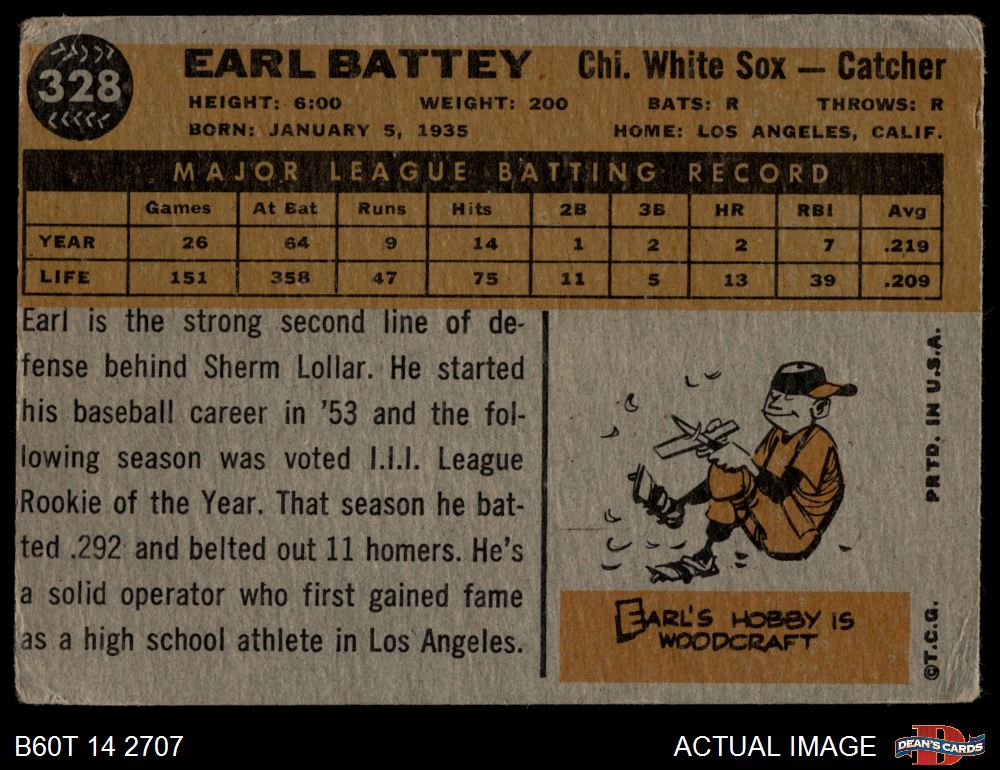 328
EARL BATTEY Chi. White Sox — Catcher
HEIGHT: 6:00 WEIGHT: 200 BATS: R THROWS: R
BORN: JANUARY 5, 1935 HOME: LOS ANGELES, CALIF.
MAJOR LEAGUE BATTING RECORD
Games At Bat Runs Hits 2B 3B HR RBI Avg
YEAR 26 64 9 14 1 2 2 7 .219
LIFE 151 358 47 75 11 5 13 39 .209
Earl is the strong second line of de-
fense behind Sherm Lollar. He started
his baseball career in '53 and the fol-
lowing season was voted I.I.I. League
Rookie of the Year. That season he bat-
ted .292 and belted out 11 homers. He's
a solid operator who first gained fame
as a high school athlete in Los Angeles.
EARL'S HOBBY IS
WOODCRAFT
©T.C.G. PRTD. IN U.S.A.
B60T 14 2707 ACTUAL IMAGE
DEAN'S CARDS